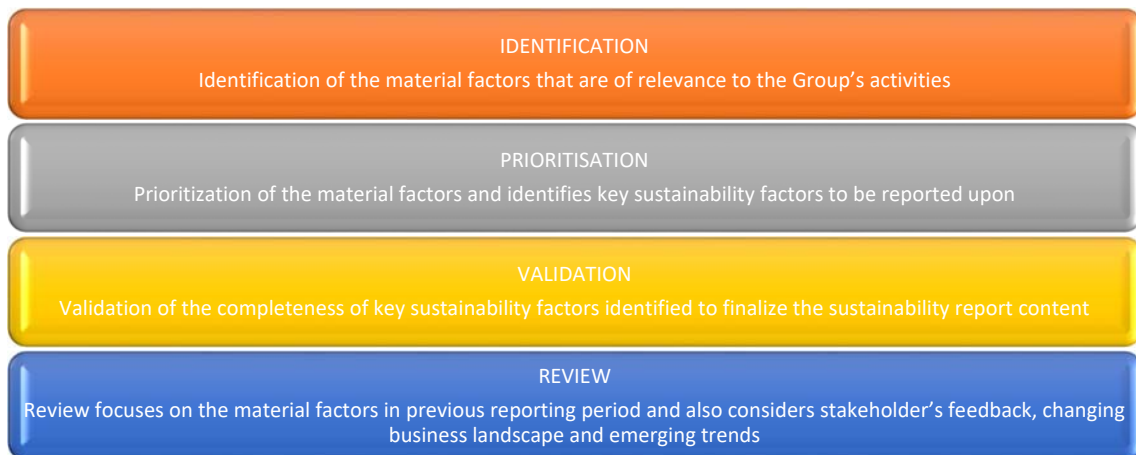 IDENTIFICATION
Identification of the material factors that are of relevance to the Group’s activities
PRIORITISATION
Prioritization of the material factors and identifies key sustainability factors to be reported upon
VALIDATION
Validation of the completeness of key sustainability factors identified to finalize the sustainability report content
REVIEW
Review focuses on the material factors in previous reporting period and also considers stakeholder’s feedback, changing
business landscape and emerging trends